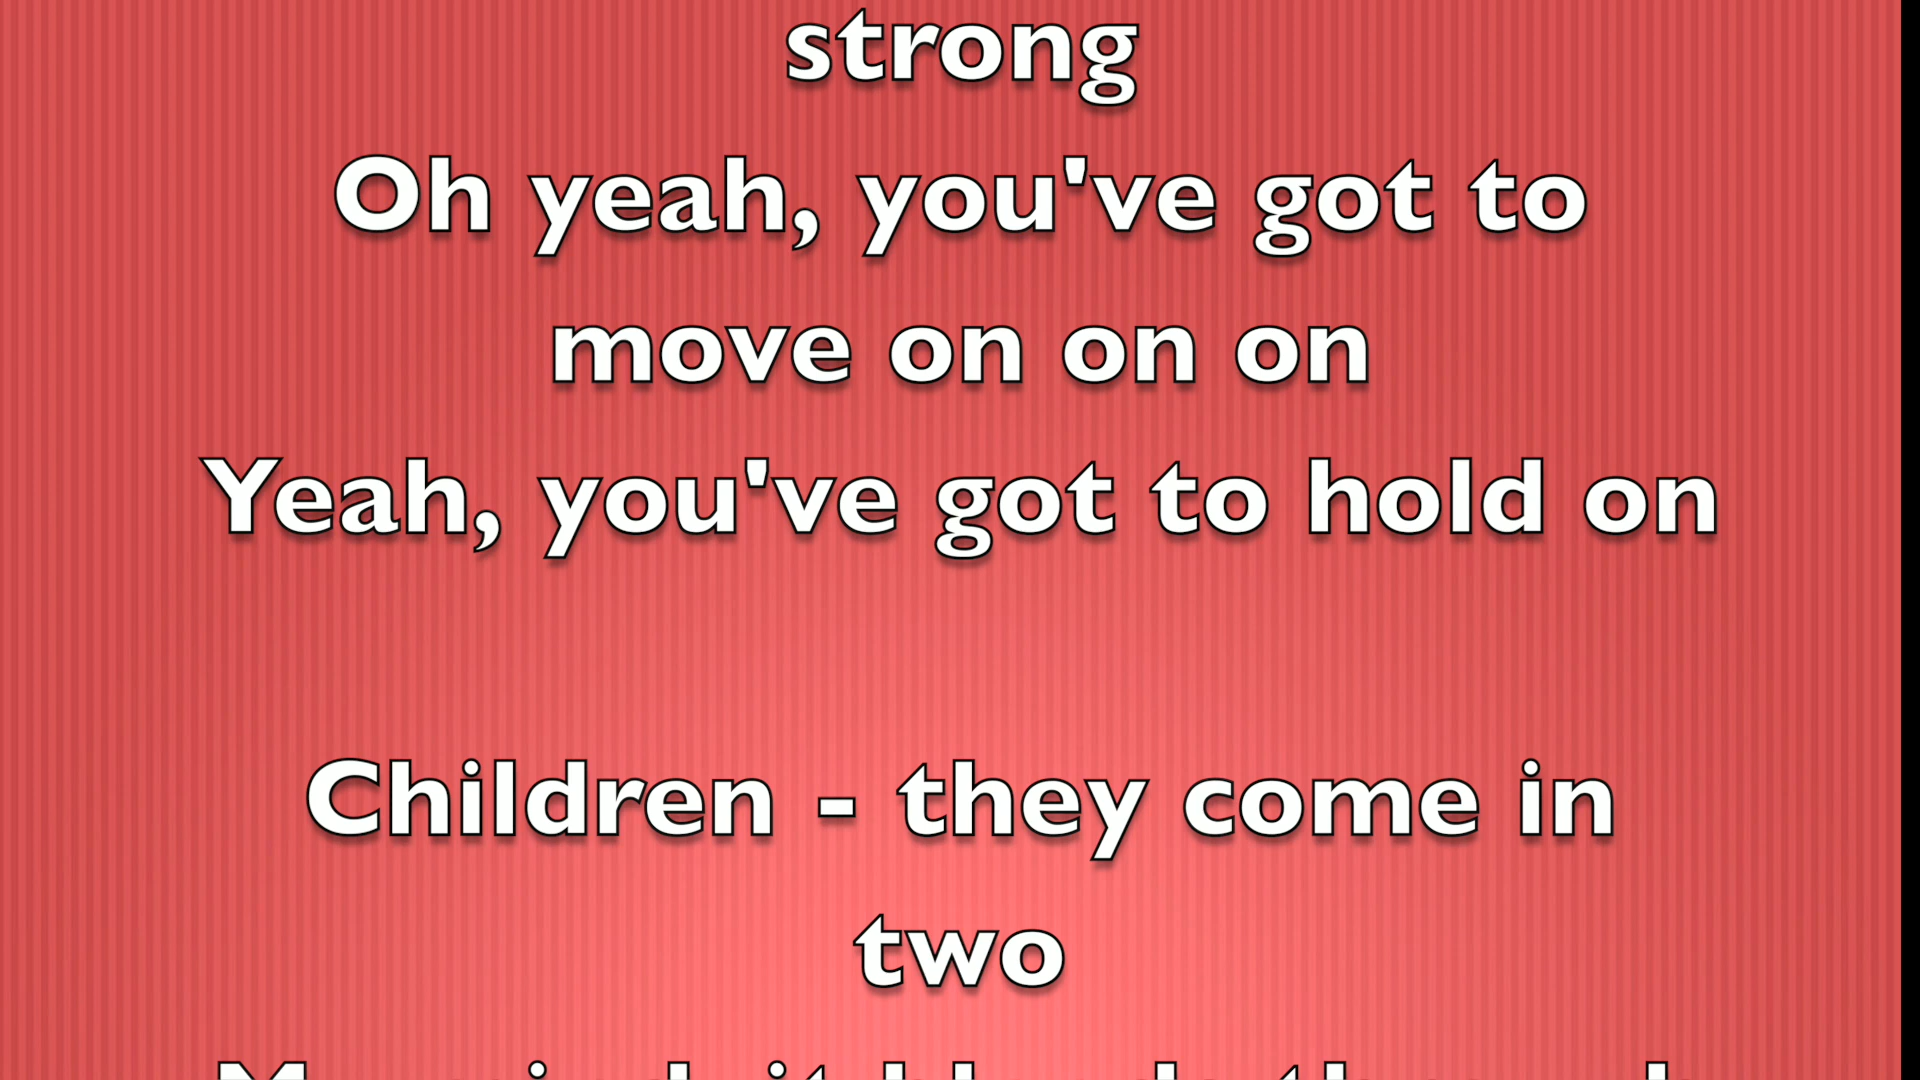 strong
Oh yeah, you've got to
move on on on
Yeah, you've got to hold on
Children - they come in
two